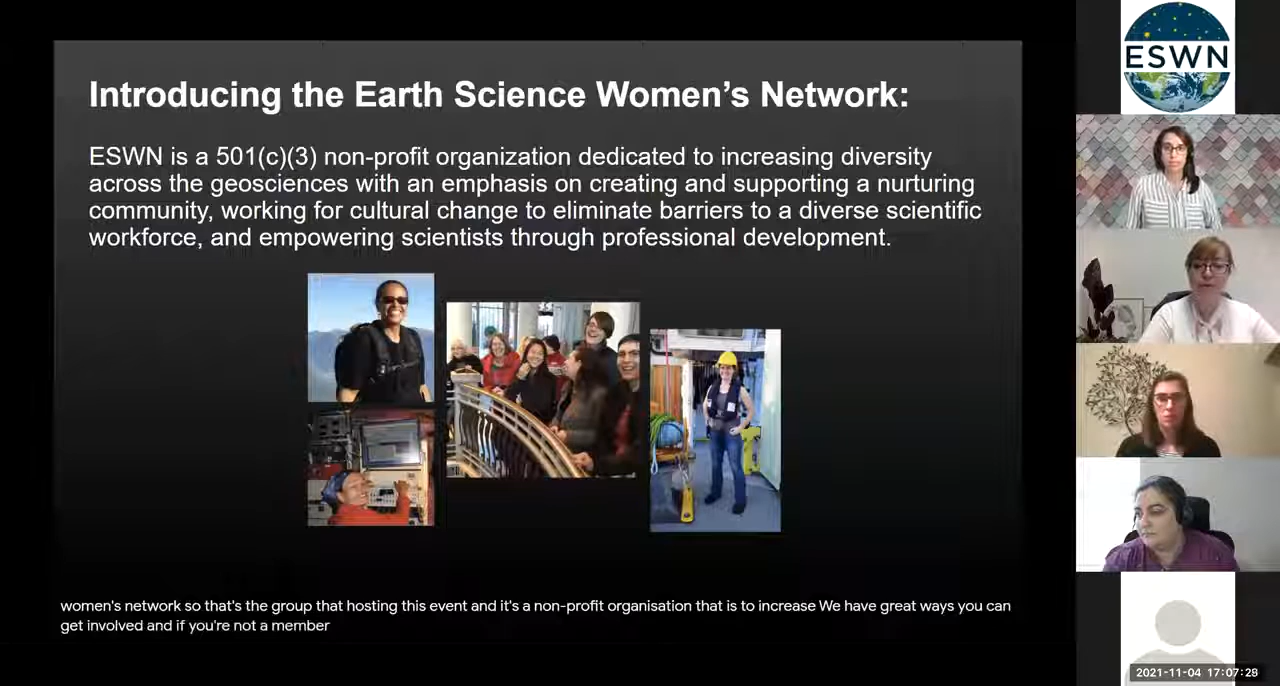 Introducing the Earth Science Women's Network:
ESWN is a 501(c)(3) non-profit organization dedicated to increasing diversity
across the geosciences with an emphasis on creating and supporting a nurturing
community, working for cultural change to eliminate barriers to a diverse scientific
workforce, and empowering scientists through professional development.
women's network so that's the group that hosting this event and it's a non-profit organisation that is to increase We have great ways you can
get involved and if you're not a member
ESWN
2021-11-04 17:07:28